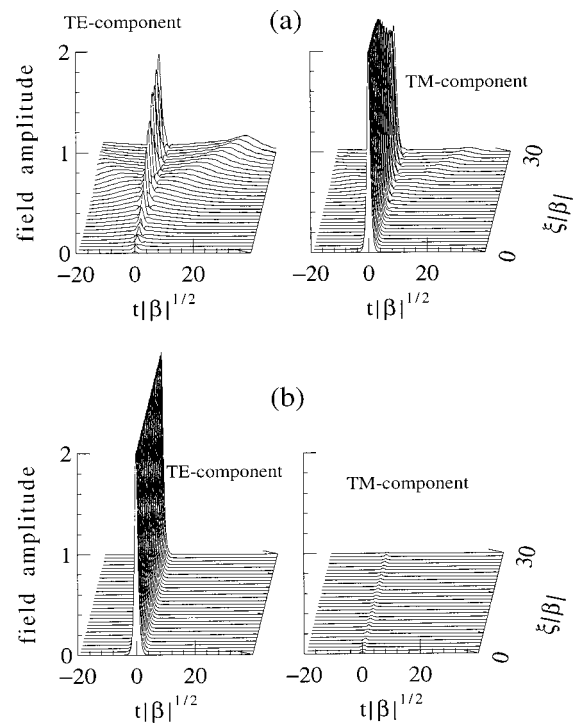 (a)
TE-component
TM-component
field amplitude
2
1
0
-20 0 20
t|β|^1/2
-20 0 20
t|β|^1/2
30
0
ξ|β|
(b)
TE-component
TM-component
field amplitude
2
1
0
-20 0 20
t|β|^1/2
-20 0 20
t|β|^1/2
30
0
ξ|β|